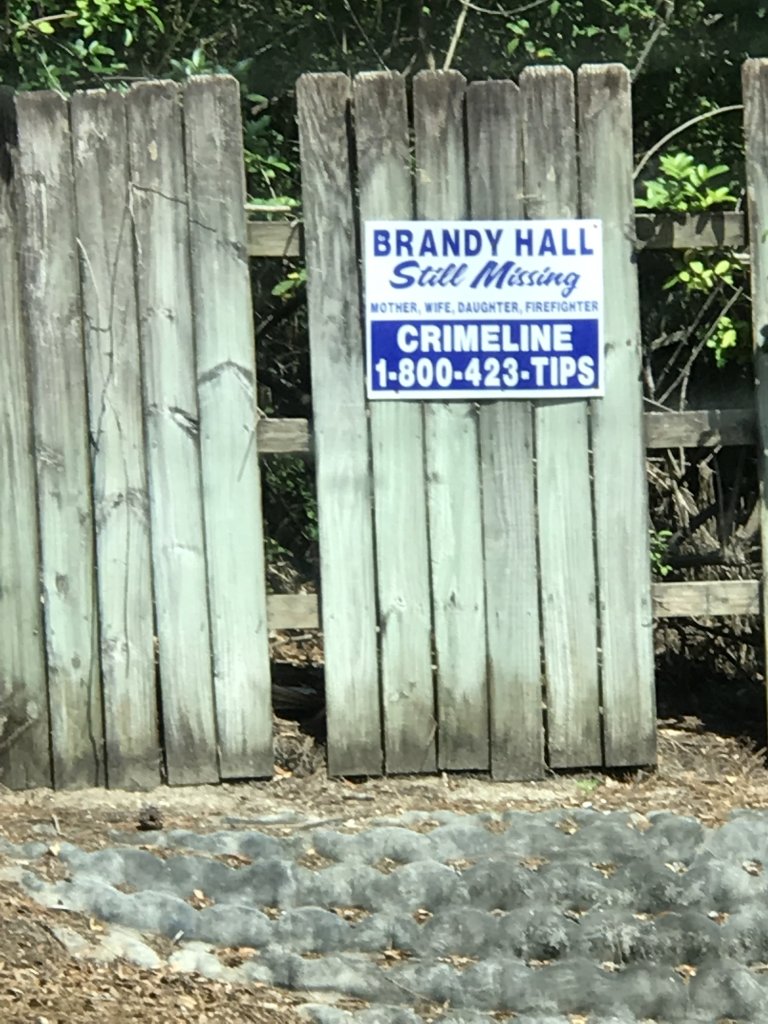 BRANDY HALL
Still Missing
MOTHER, WIFE, DAUGHTER, FIREFIGHTER
CRIMELINE
1-800-423-TIPS